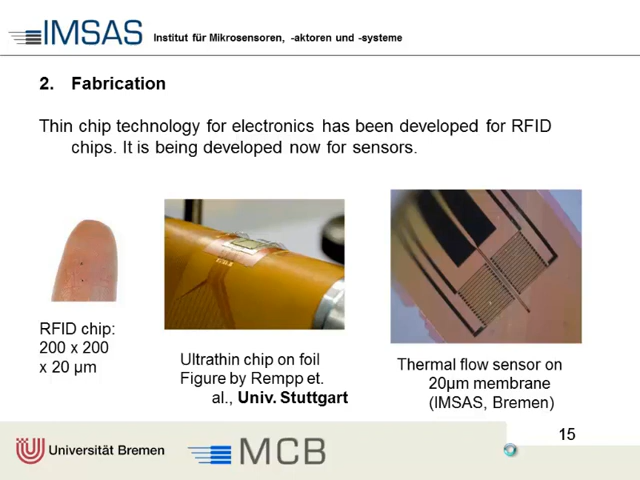 IMSAS Institut für Mikrosensoren, -aktoren und -systeme
2. Fabrication
Thin chip technology for electronics has been developed for RFID
chips. It is being developed now for sensors.
RFID chip:
200 x 200
x 20 µm
Ultrathin chip on foil
Figure by Rempp et.
al., Univ. Stuttgart
Thermal flow sensor on
20µm membrane
(IMSAS, Bremen)
15
Universität Bremen
MCB